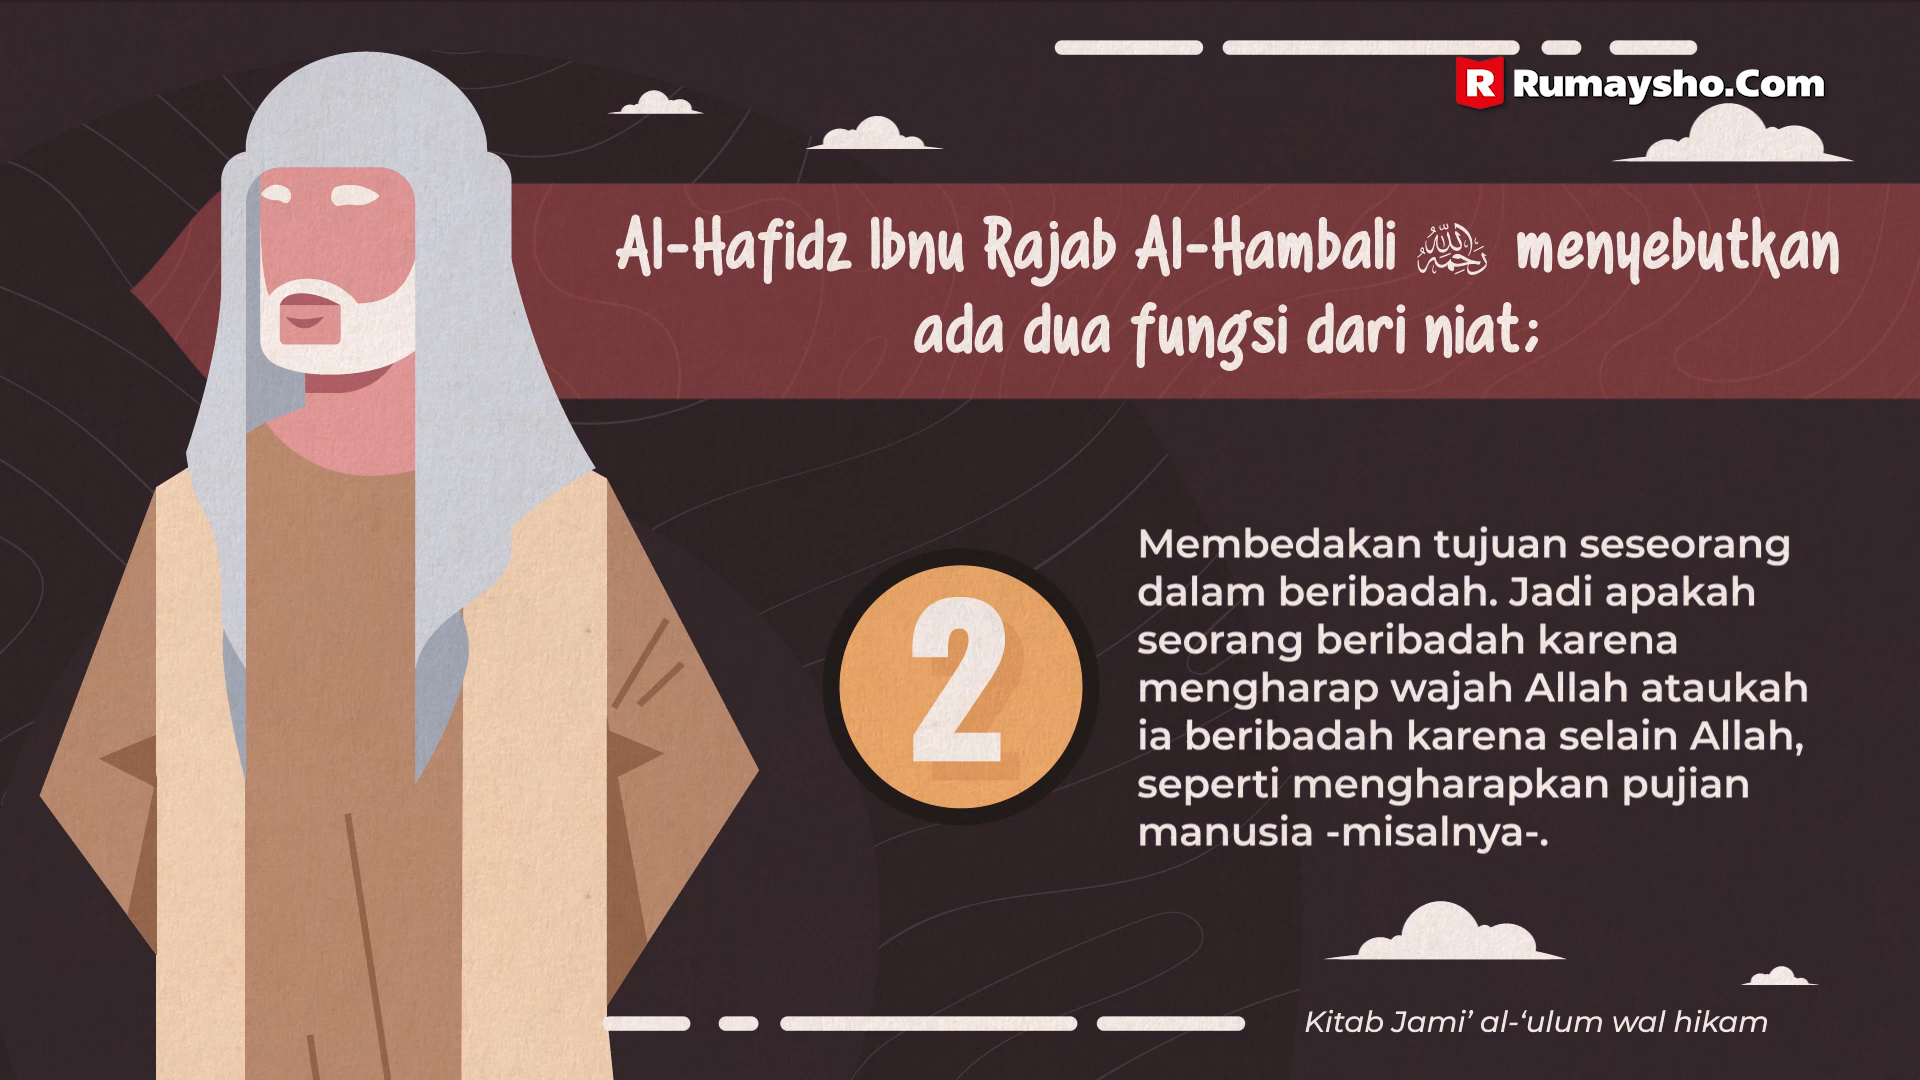 R Rumaysho.Com
Al-Hafidz Ibnu Rajab Al-Hambali رحمه الله menyebutkan
ada dua fungsi dari niat;
2
Membedakan tujuan seseorang
dalam beribadah. Jadi apakah
seorang beribadah karena
mengharap wajah Allah ataukah
ia beribadah karena selain Allah,
seperti mengharapkan pujian
manusia -misalnya-.
Kitab Jami’ al-‘ulum wal hikam